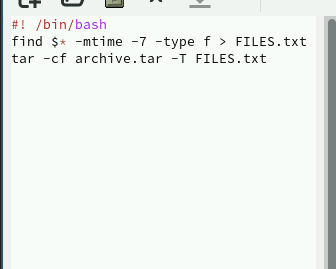 #! /bin/bash
find $* -mtime -7 -type f > FILES.txt
tar -cf archive.tar -T FILES.txt